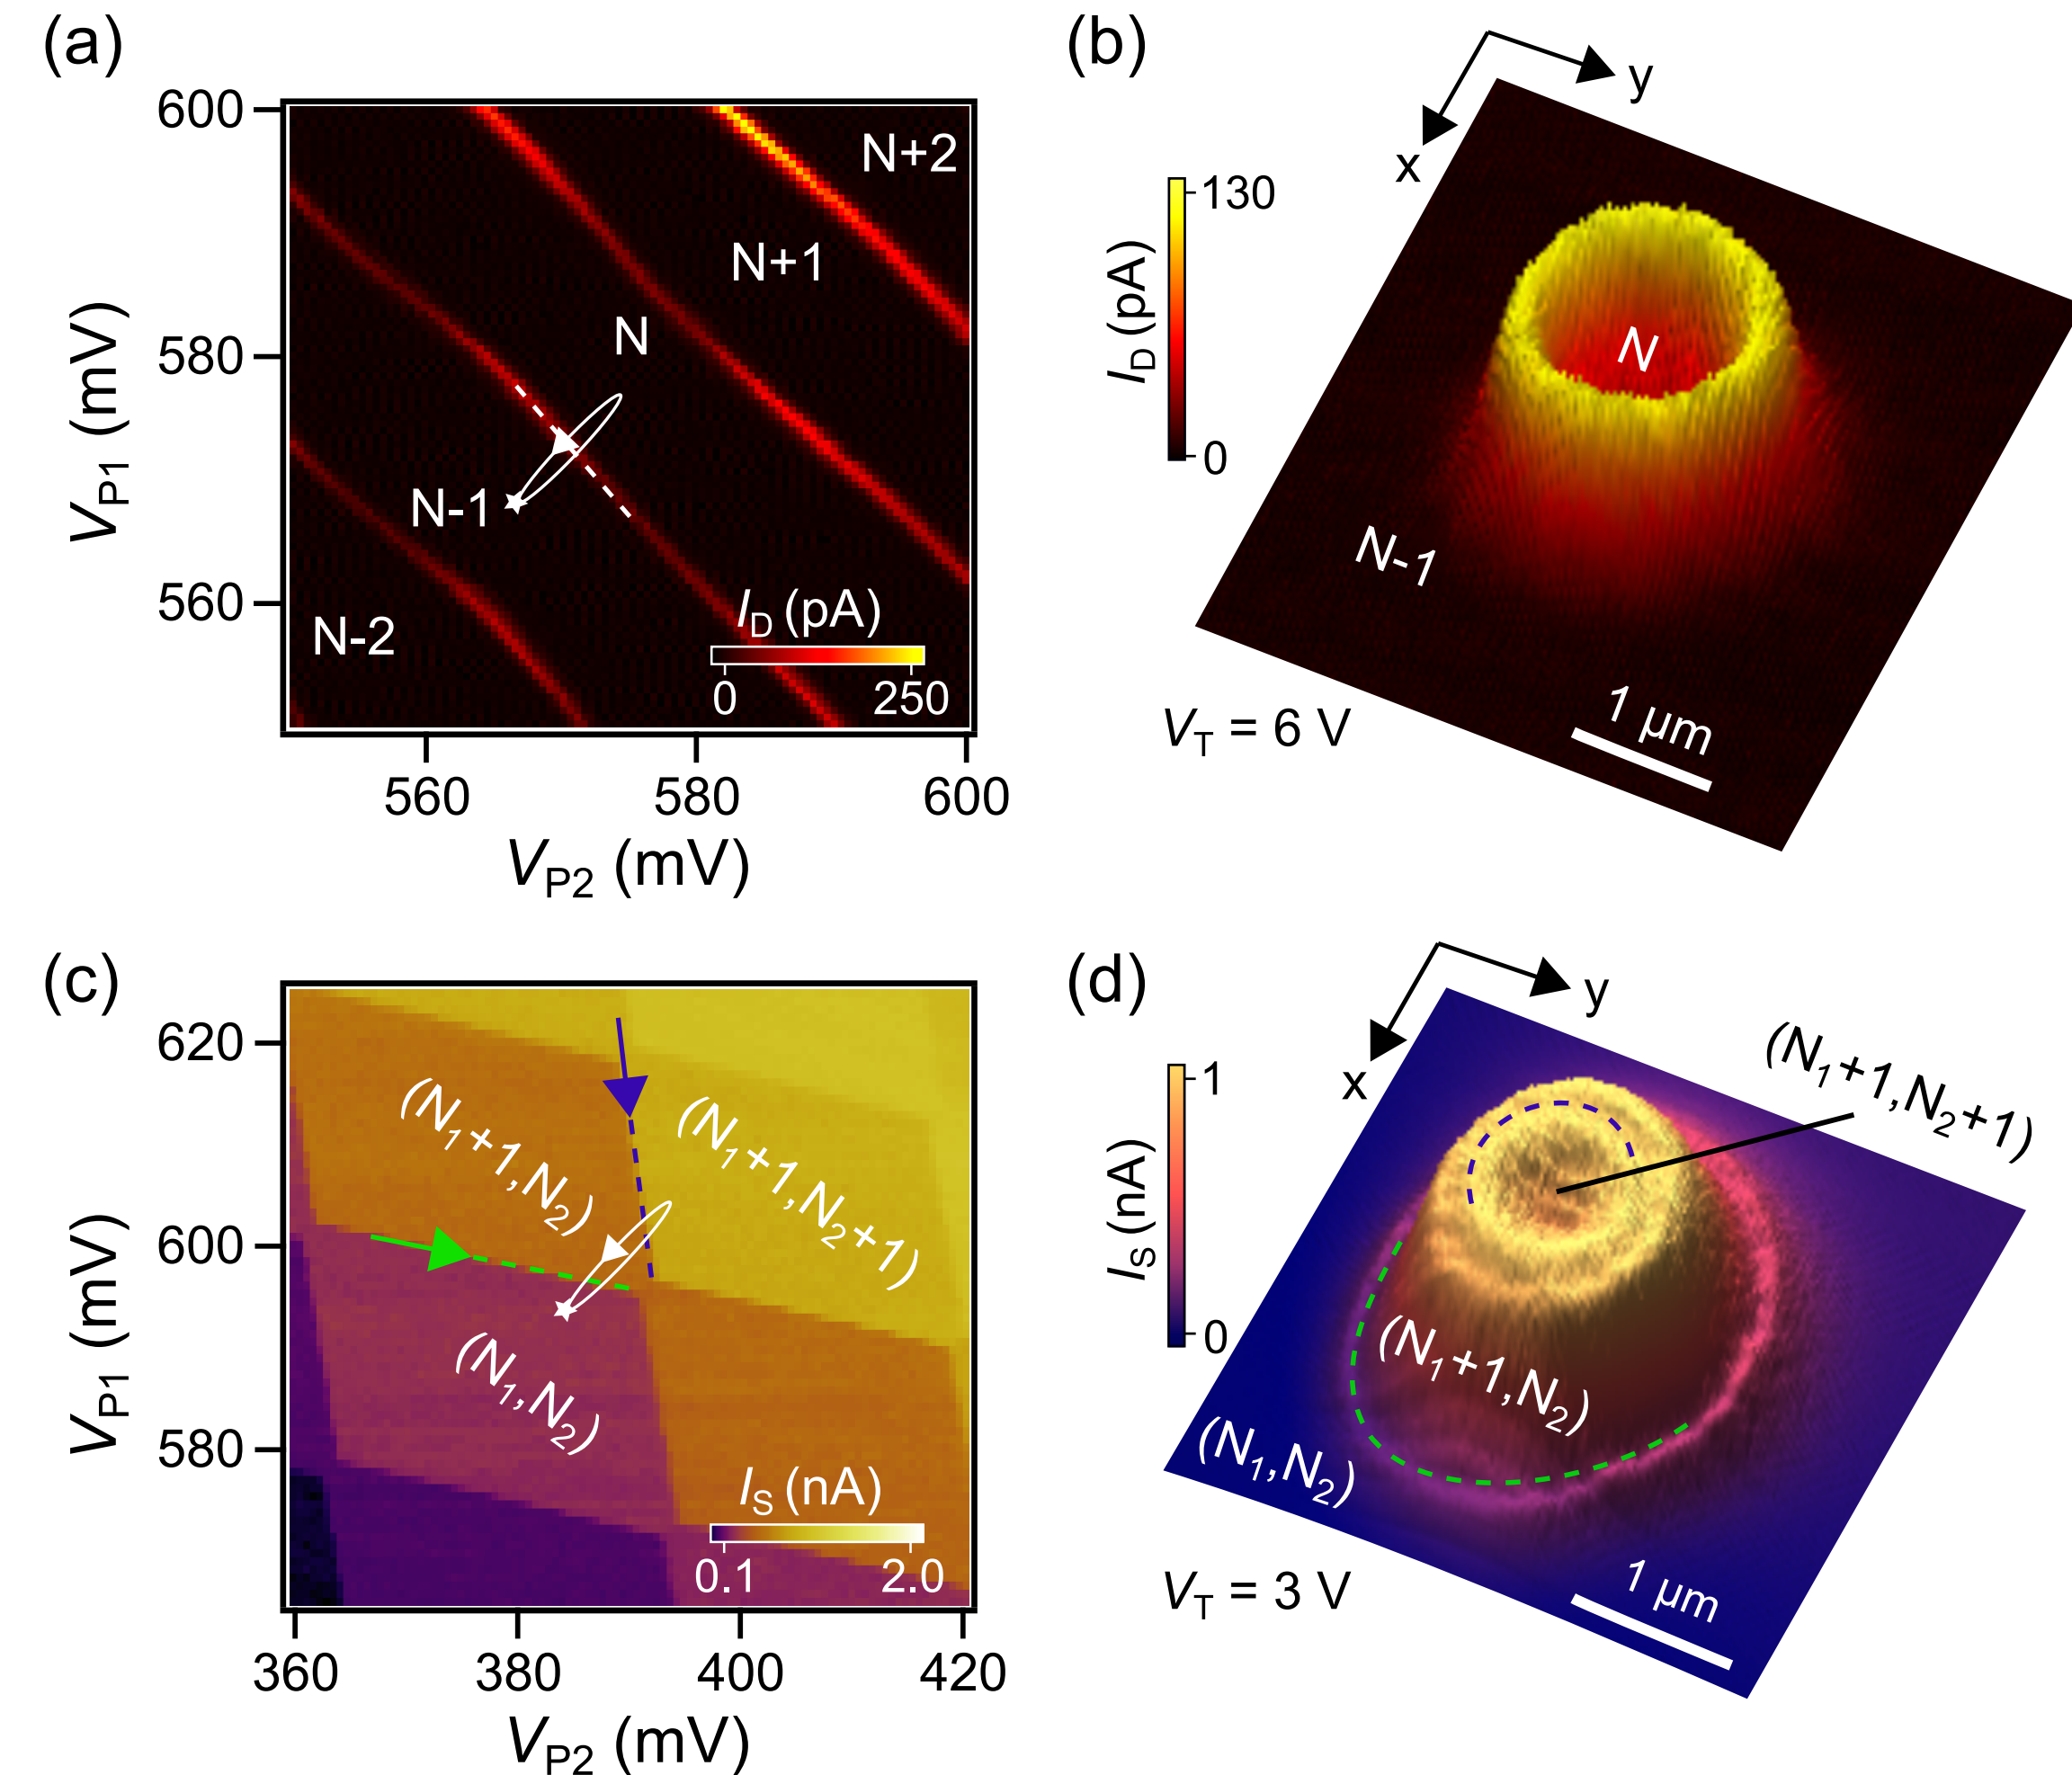 (a)
600
580
560
V_P1 (mV)
N+2
N+1
N
N-1
N-2
I_D (pA)
0
250
560
580
600
V_P2 (mV)
(b)
y
x
I_D (pA)
130
0
N
N-1
V_T = 6 V
1 μm
(c)
620
600
580
V_P1 (mV)
(N_1+1,N_2)
(N_1+1,N_2+1)
(N_1,N_2)
I_S (nA)
0.1
2.0
360
380
400
420
V_P2 (mV)
(d)
y
x
(N_1+1,N_2+1)
I_S (nA)
1
0
(N_1+1,N_2)
(N_1,N_2)
V_T = 3 V
1 μm